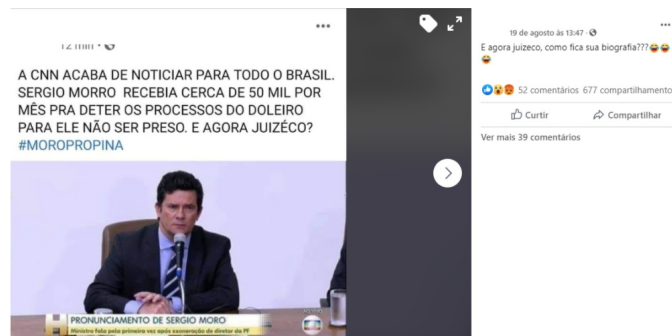 12 min ·
A CNN ACABA DE NOTICIAR PARA TODO O BRASIL.
SERGIO MORRO RECEBIA CERCA DE 50 MIL POR
MÊS PRA DETER OS PROCESSOS DO DOLEIRO
PARA ELE NÃO SER PRESO. E AGORA JUIZÉCO?
#MOROPROPINA
PRONUNCIAMENTO DE SERGIO MORO
Ministro fala pela primeira vez após exoneração de diretor da PF
19 de agosto às 13:47 ·
E agora juizeco, como fica sua biografia???
52 comentários 677 compartilhamento
Curtir Compartilhar
Ver mais 39 comentários